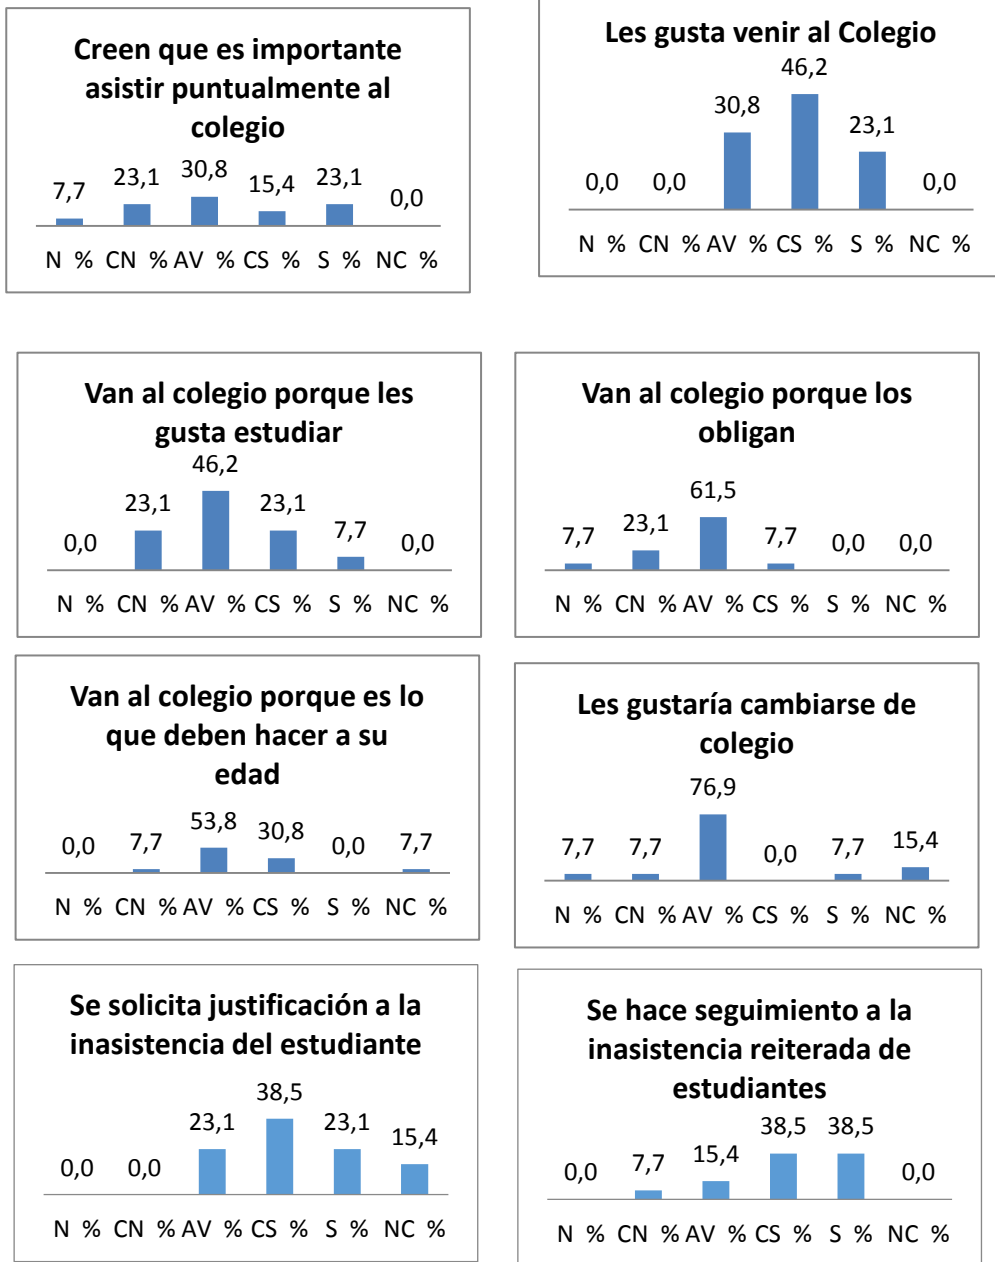 Creen que es importante
asistir puntualmente al
colegio
7,7 23,1 30,8 15,4 23,1 0,0
N % CN % AV % CS % S % NC %
Les gusta venir al Colegio
0,0 0,0 30,8 46,2 23,1 0,0
N % CN % AV % CS % S % NC %
Van al colegio porque les
gusta estudiar
0,0 23,1 46,2 23,1 7,7 0,0
N % CN % AV % CS % S % NC %
Van al colegio porque los
obligan
7,7 23,1 61,5 7,7 0,0 0,0
N % CN % AV % CS % S % NC %
Van al colegio porque es lo
que deben hacer a su
edad
0,0 7,7 53,8 30,8 0,0 7,7
N % CN % AV % CS % S % NC %
Les gustaría cambiarse de
colegio
7,7 7,7 76,9 0,0 7,7 15,4
N % CN % AV % CS % S % NC %
Se solicita justificación a la
inasistencia del estudiante
0,0 0,0 23,1 38,5 23,1 15,4
N % CN % AV % CS % S % NC %
Se hace seguimiento a la
inasistencia reiterada de
estudiantes
0,0 7,7 15,4 38,5 38,5 0,0
N % CN % AV % CS % S % NC %